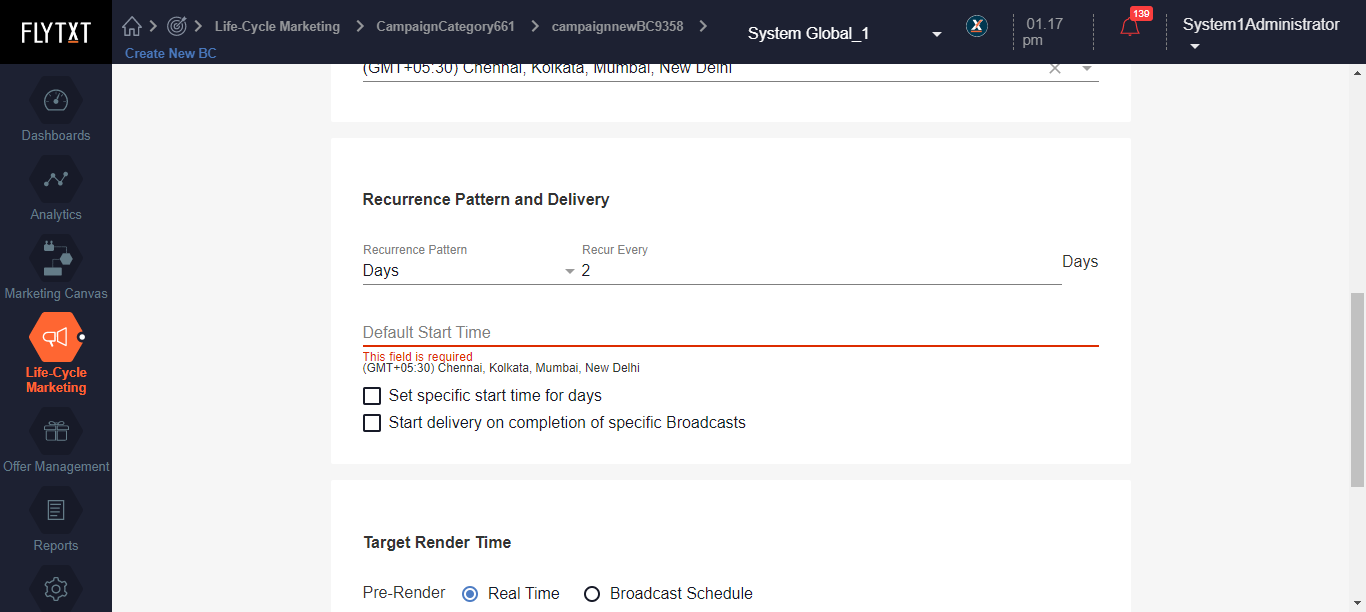 FLYTXT
Life-Cycle Marketing
CampaignCategory661
campaignnewBC9358
Create New BC
System Global_1
01.17
pm
139
System1Administrator
Dashboards
Analytics
Marketing Canvas
Life-Cycle
Marketing
Offer Management
Reports
(GMT+05:30) Chennai, Kolkata, Mumbai, New Delhi
Recurrence Pattern and Delivery
Recurrence Pattern
Recur Every
Days
2
Days
Default Start Time
This field is required
(GMT+05:30) Chennai, Kolkata, Mumbai, New Delhi
Set specific start time for days
Start delivery on completion of specific Broadcasts
Target Render Time
Pre-Render
Real Time
Broadcast Schedule